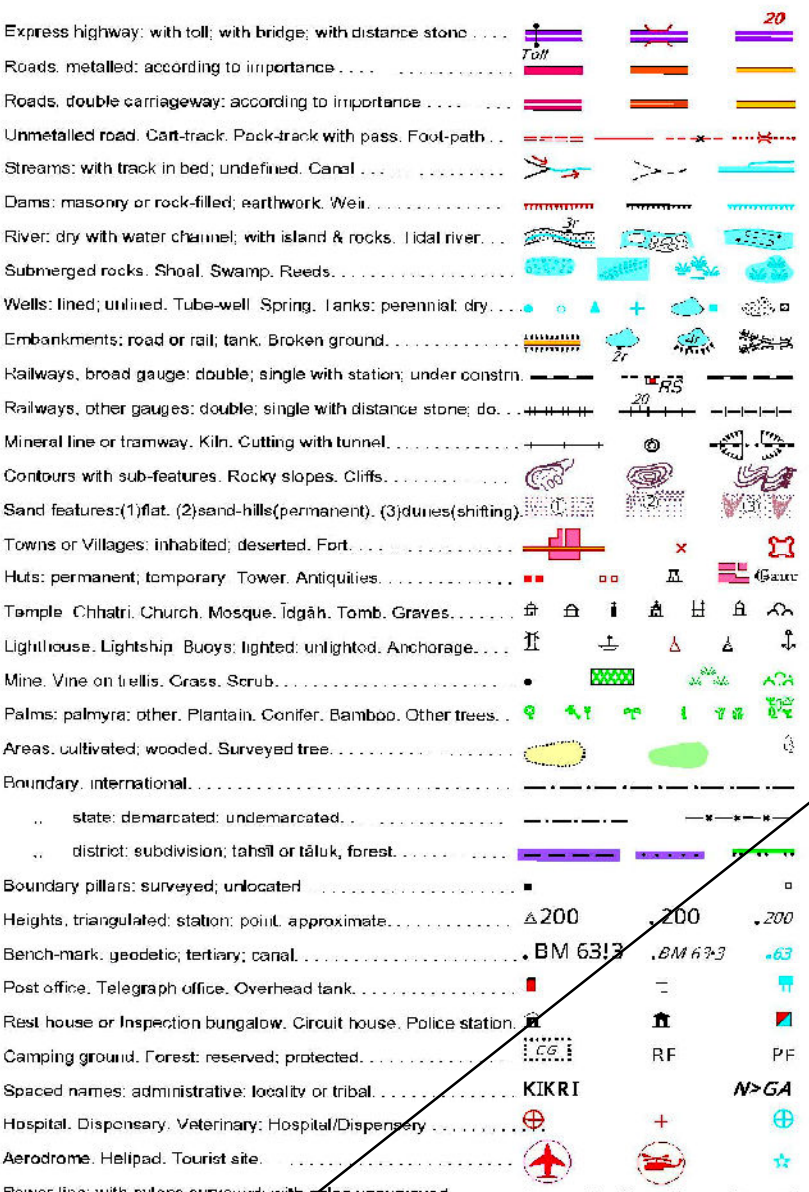 20
Express highway: with toll; with bridge; with distance stone
Toll
Roads, metalled: according to importance
Roads, double carriageway: according to importance
Unmetalled road. Cart-track. Pack-track with pass. Foot-path
Streams: with track in bed; undefined. Canal
Dams: masonry or rock-filled; earthwork. Weir
3r
River: dry with water channel; with island & rocks. Tidal river
Submerged rocks. Shoal. Swamp. Reeds
Wells: lined; unlined. Tube-well Spring. Tanks: perennial: dry
Embankments: road or rail; tank. Broken ground
2r 4r
Railways, broad gauge: double; single with station; under constrn.
RS
20
Railways, other gauges: double; single with distance stone; do.
Mineral line or tramway. Kiln. Cutting with tunnel
Contours with sub-features. Rocky slopes. Cliffs
Sand features:(1)flat. (2)sand-hills(permanent). (3)dunes(shifting). (1) (2) (3)
Towns or Villages: inhabited; deserted. Fort
Huts: permanent; temporary Tower. Antiquities Gaur
Temple Chhatri. Church. Mosque. Īdgāh. Tomb. Graves
Lighthouse. Lightship Buoys: lighted: unlighted. Anchorage
Mine. Vine on trellis. Grass. Scrub
Palms: palmyra: other. Plantain. Conifer. Bamboo. Other trees
Areas. cultivated; wooded. Surveyed tree
Boundary. international
,, state: demarcated: undemarcated
,, district: subdivision; tahsīl or tāluk, forest
Boundary pillars: surveyed; unlocated
Heights, triangulated: station: point. approximate 200 .200 .200
Bench-mark. geodetic; tertiary; canal . BM 63!3 .BM 63·3 .63
Post office. Telegraph office. Overhead tank
Rest house or Inspection bungalow. Circuit house. Police station.
Camping ground. Forest: reserved; protected CG RF PF
Spaced names: administrative: locality or tribal KIKRI N>GA
Hospital. Dispensary. Veterinary: Hospital/Dispensery
Aerodrome. Helipad. Tourist site.